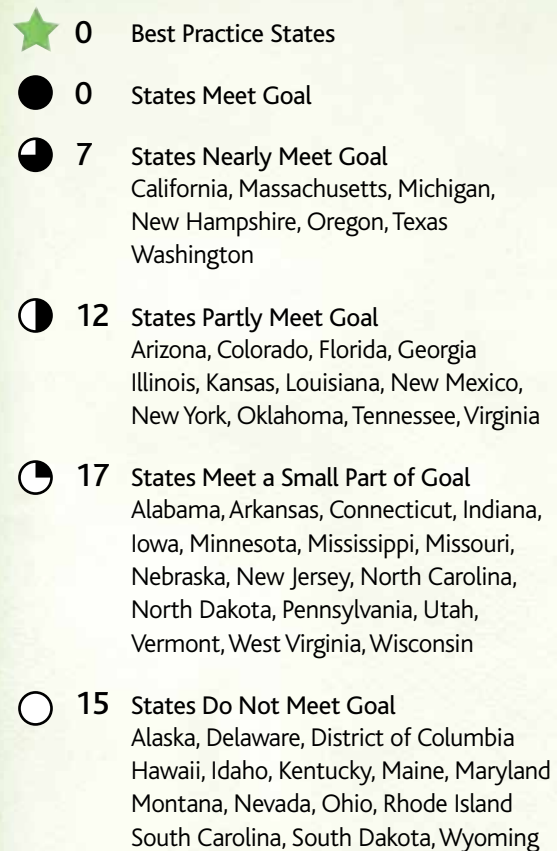 0 Best Practice States
0 States Meet Goal
7 States Nearly Meet Goal
California, Massachusetts, Michigan,
New Hampshire, Oregon, Texas
Washington
12 States Partly Meet Goal
Arizona, Colorado, Florida, Georgia
Illinois, Kansas, Louisiana, New Mexico,
New York, Oklahoma, Tennessee, Virginia
17 States Meet a Small Part of Goal
Alabama, Arkansas, Connecticut, Indiana,
Iowa, Minnesota, Mississippi, Missouri,
Nebraska, New Jersey, North Carolina,
North Dakota, Pennsylvania, Utah,
Vermont, West Virginia, Wisconsin
15 States Do Not Meet Goal
Alaska, Delaware, District of Columbia
Hawaii, Idaho, Kentucky, Maine, Maryland
Montana, Nevada, Ohio, Rhode Island
South Carolina, South Dakota, Wyoming